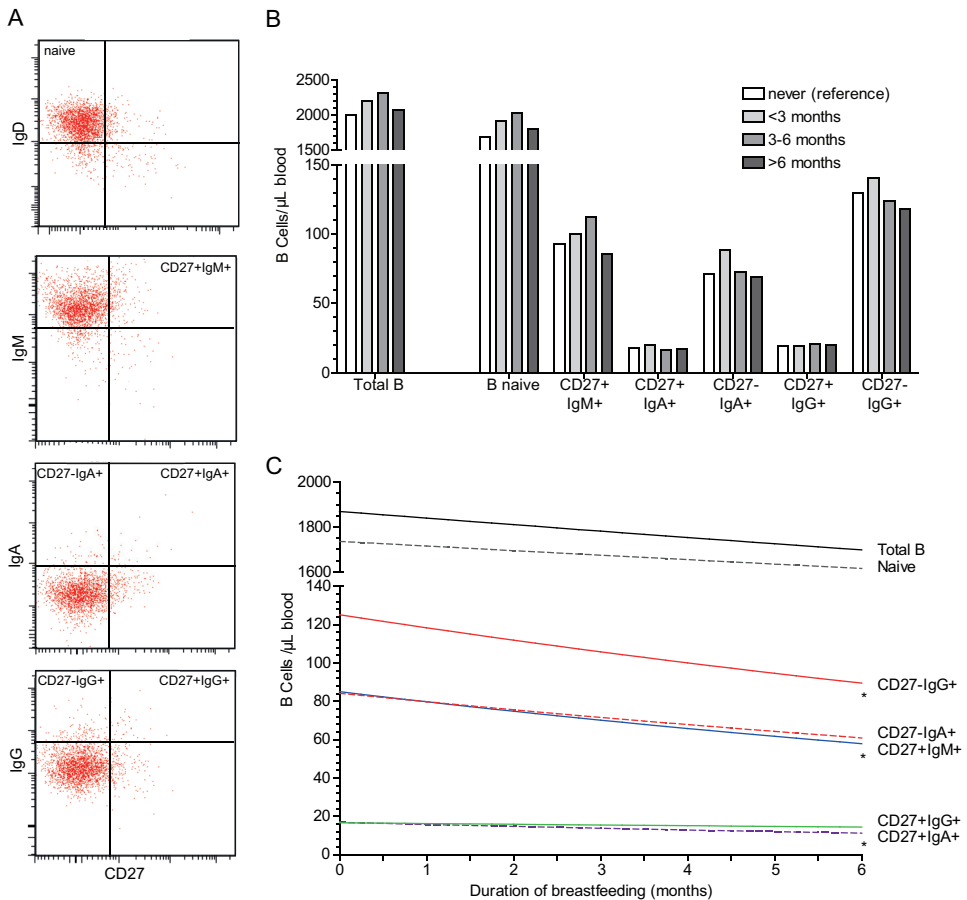 A
naive
IgD
CD27+IgM+
IgM
CD27-IgA+ CD27+IgA+
IgA
CD27-IgG+ CD27+IgG+
IgG
CD27
B
2500
2000
1500
150
100
50
0
B Cells/µL blood
never (reference)
<3 months
3-6 months
>6 months
Total B
B naive
CD27+
IgM+
CD27+
IgA+
CD27-
IgA+
CD27+
IgG+
CD27-
IgG+
C
2000
1800
1600
140
120
100
80
60
40
20
0
B Cells /µL blood
Total B
Naive
CD27-IgG+
*
CD27-IgA+
CD27+IgM+
*
CD27+IgG+
CD27+IgA+
*
0 1 2 3 4 5 6
Duration of breastfeeding (months)